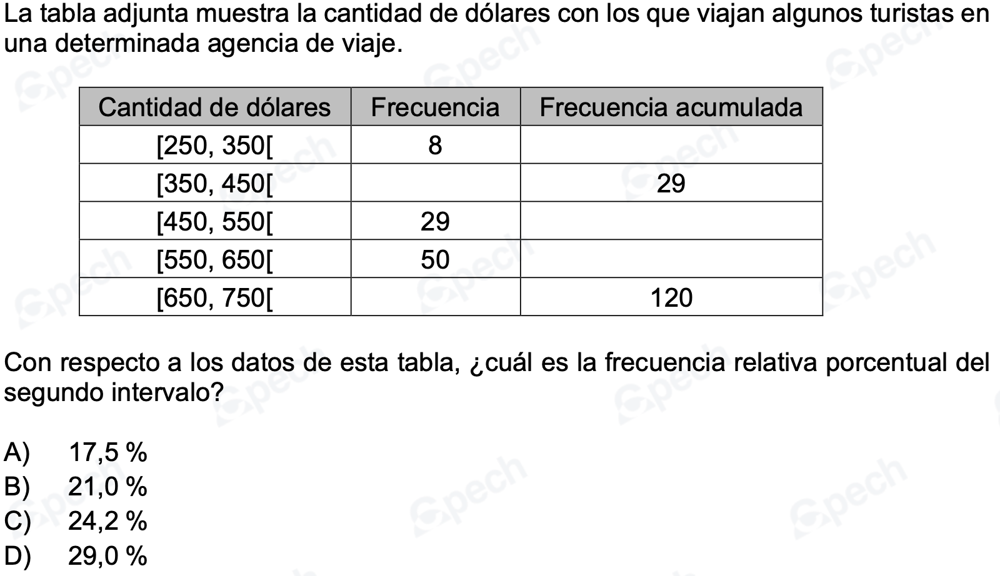 La tabla adjunta muestra la cantidad de dólares con los que viajan algunos turistas en
una determinada agencia de viaje.
Cantidad de dólares Frecuencia Frecuencia acumulada
[250, 350[ 8
[350, 450[ 29
[450, 550[ 29
[550, 650[ 50
[650, 750[ 120
Con respecto a los datos de esta tabla, ¿cuál es la frecuencia relativa porcentual del
segundo intervalo?
A) 17,5 %
B) 21,0 %
C) 24,2 %
D) 29,0 %